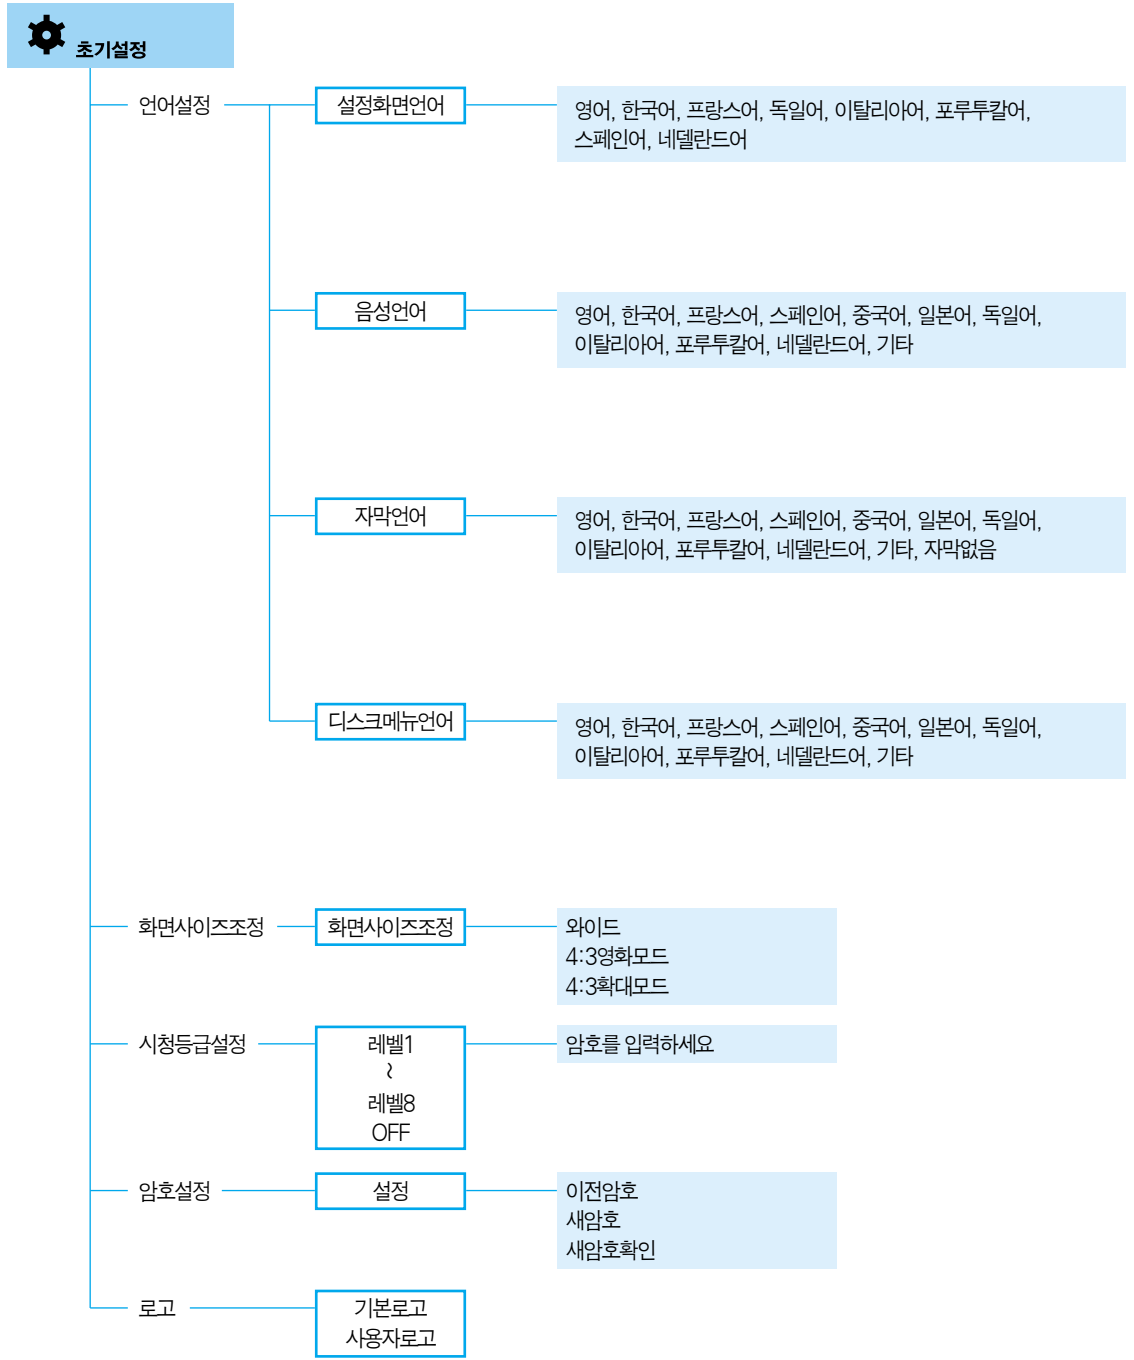 초기설정
언어설정
설정화면언어
영어, 한국어, 프랑스어, 독일어, 이탈리아어, 포루투칼어,
스페인어, 네델란드어
음성언어
영어, 한국어, 프랑스어, 스페인어, 중국어, 일본어, 독일어,
이탈리아어, 포루투칼어, 네델란드어, 기타
자막언어
영어, 한국어, 프랑스어, 스페인어, 중국어, 일본어, 독일어,
이탈리아어, 포루투칼어, 네델란드어, 기타, 자막없음
디스크메뉴언어
영어, 한국어, 프랑스어, 스페인어, 중국어, 일본어, 독일어,
이탈리아어, 포루투칼어, 네델란드어, 기타
화면사이즈조정
화면사이즈조정
와이드
4:3영화모드
4:3확대모드
시청등급설정
레벨1
~
레벨8
OFF
암호를 입력하세요
암호설정
설정
이전암호
새암호
새암호확인
로고
기본로고
사용자로고